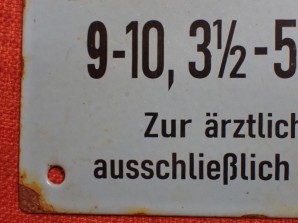 9-10, 3½-5
Zur ärztlich
ausschließlich